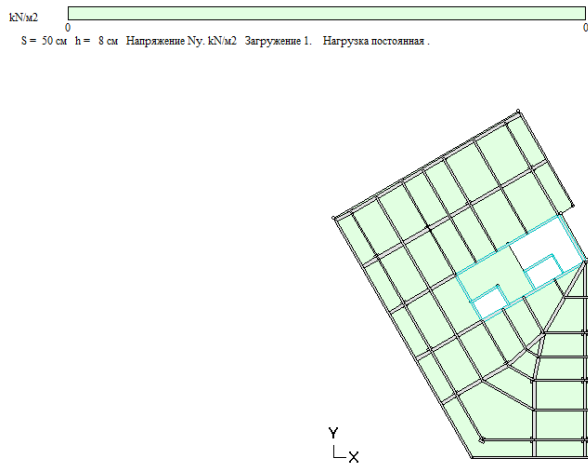 kN/м2
0 0
S = 50 см h = 8 см Напряжение Ny. kN/м2 Загружение 1. Нагрузка постоянная .
Y
X